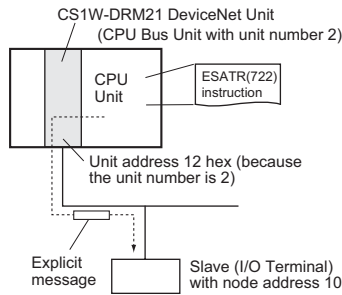 CS1W-DRM21 DeviceNet Unit
(CPU Bus Unit with unit number 2)
CPU
Unit
ESATR(722)
instruction
Unit address 12 hex (because
the unit number is 2)
Explicit
message
Slave (I/O Terminal)
with node address 10